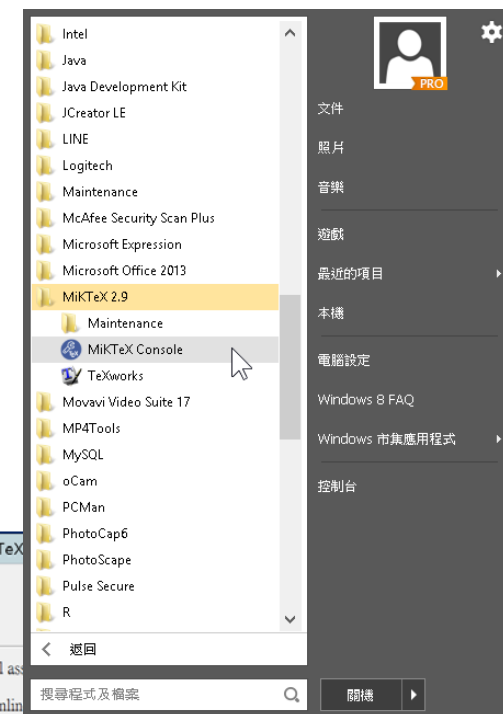 Intel
Java
Java Development Kit
JCreator LE
LINE
Logitech
Maintenance
McAfee Security Scan Plus
Microsoft Expression
Microsoft Office 2013
MiKTeX 2.9
Maintenance
MiKTeX Console
TeXworks
Movavi Video Suite 17
MP4Tools
MySQL
oCam
PCMan
PhotoCap6
PhotoScape
Pulse Secure
R
返回
搜尋程式及檔案
PRO
文件
照片
音樂
遊戲
最近的項目
本機
電腦設定
Windows 8 FAQ
Windows 市集應用程式
控制台
關機
TeX
l ass
nlin